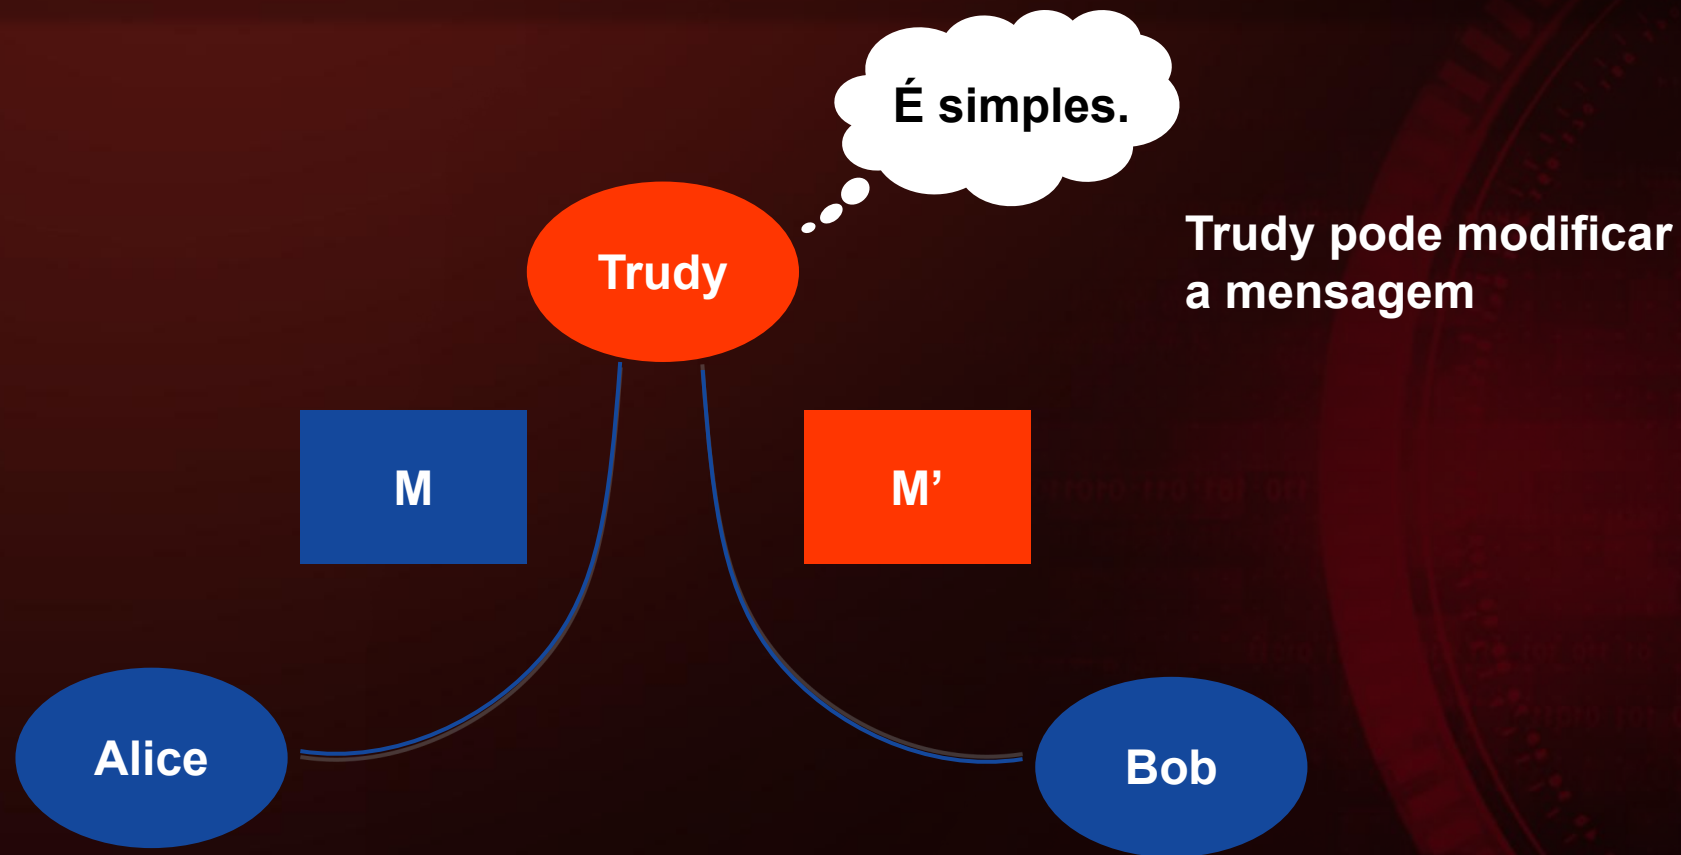 É simples.
Trudy
Trudy pode modificar
a mensagem
M
M’
Alice
Bob